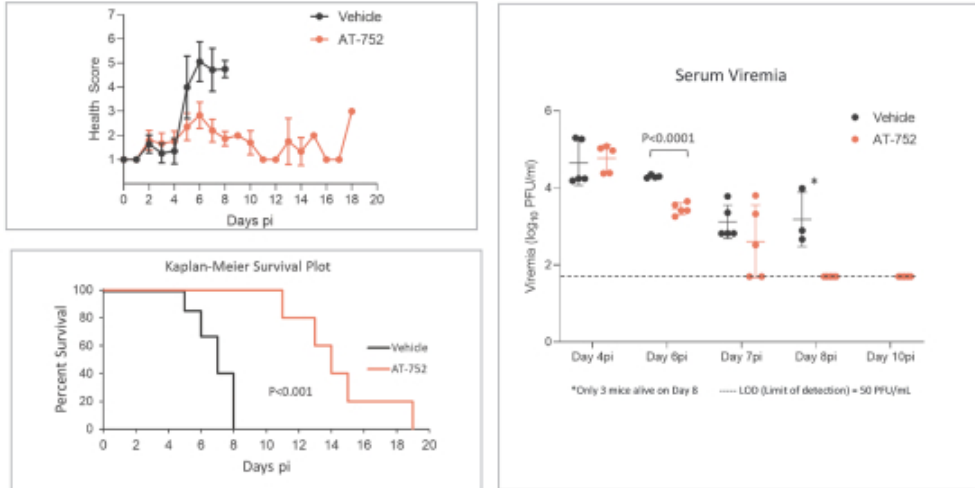 7
6
5
4
3
2
1
Health Score
0 2 4 6 8 10 12 14 16 18 20
Days pi
Vehicle
AT-752
Kaplan-Meier Survival Plot
100
80
60
40
20
0
Percent Survival
Vehicle
AT-752
P<0.001
0 2 4 6 8 10 12 14 16 18 20
Days pi
Serum Viremia
Vehicle
AT-752
P<0.0001
*
6
4
2
0
Viremia (log10 PFU/ml)
Day 4pi Day 6pi Day 7pi Day 8pi Day 10pi
*Only 3 mice alive on Day 8 ----- LOD (Limit of detection) = 50 PFU/mL